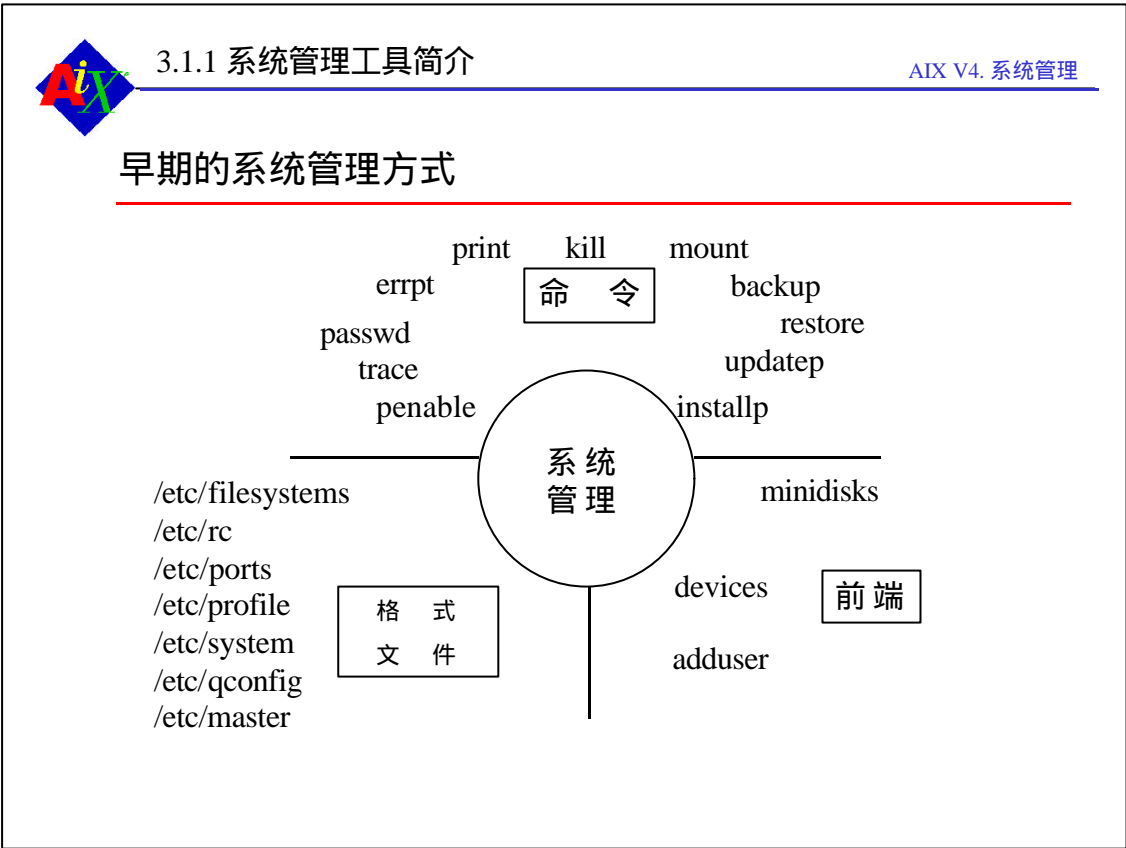 AiX
3.1.1 系统管理工具简介
AIX V4. 系统管理
早期的系统管理方式
print kill mount
errpt
命 令
backup
passwd
restore
trace
updatep
penable
installp
系 统
管 理
/etc/filesystems
/etc/rc
/etc/ports
/etc/profile
/etc/system
/etc/qconfig
/etc/master
格 式
文 件
minidisks
devices
前 端
adduser